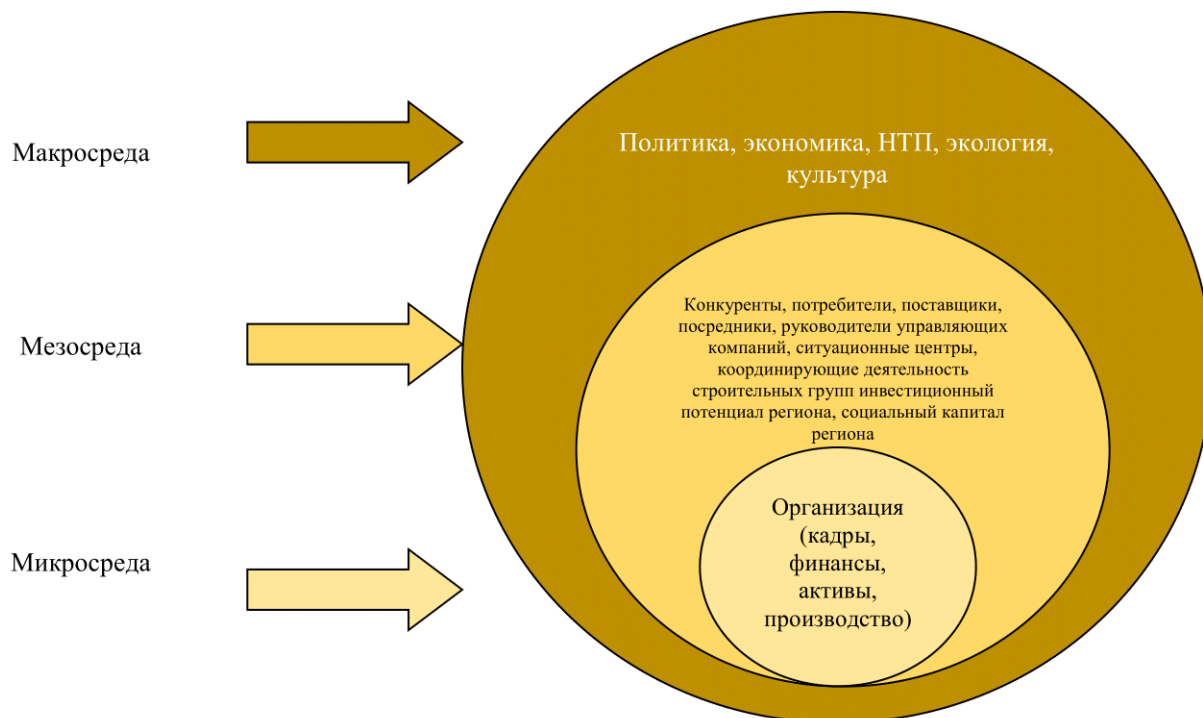 Макросреда
Политика, экономика, НТП, экология,
культура
Мезосреда
Конкуренты, потребители, поставщики,
посредники, руководители управляющих
компаний, ситуационные центры,
координирующие деятельность
строительных групп инвестиционный
потенциал региона, социальный капитал
региона
Микросреда
Организация
(кадры,
финансы,
активы,
производство)